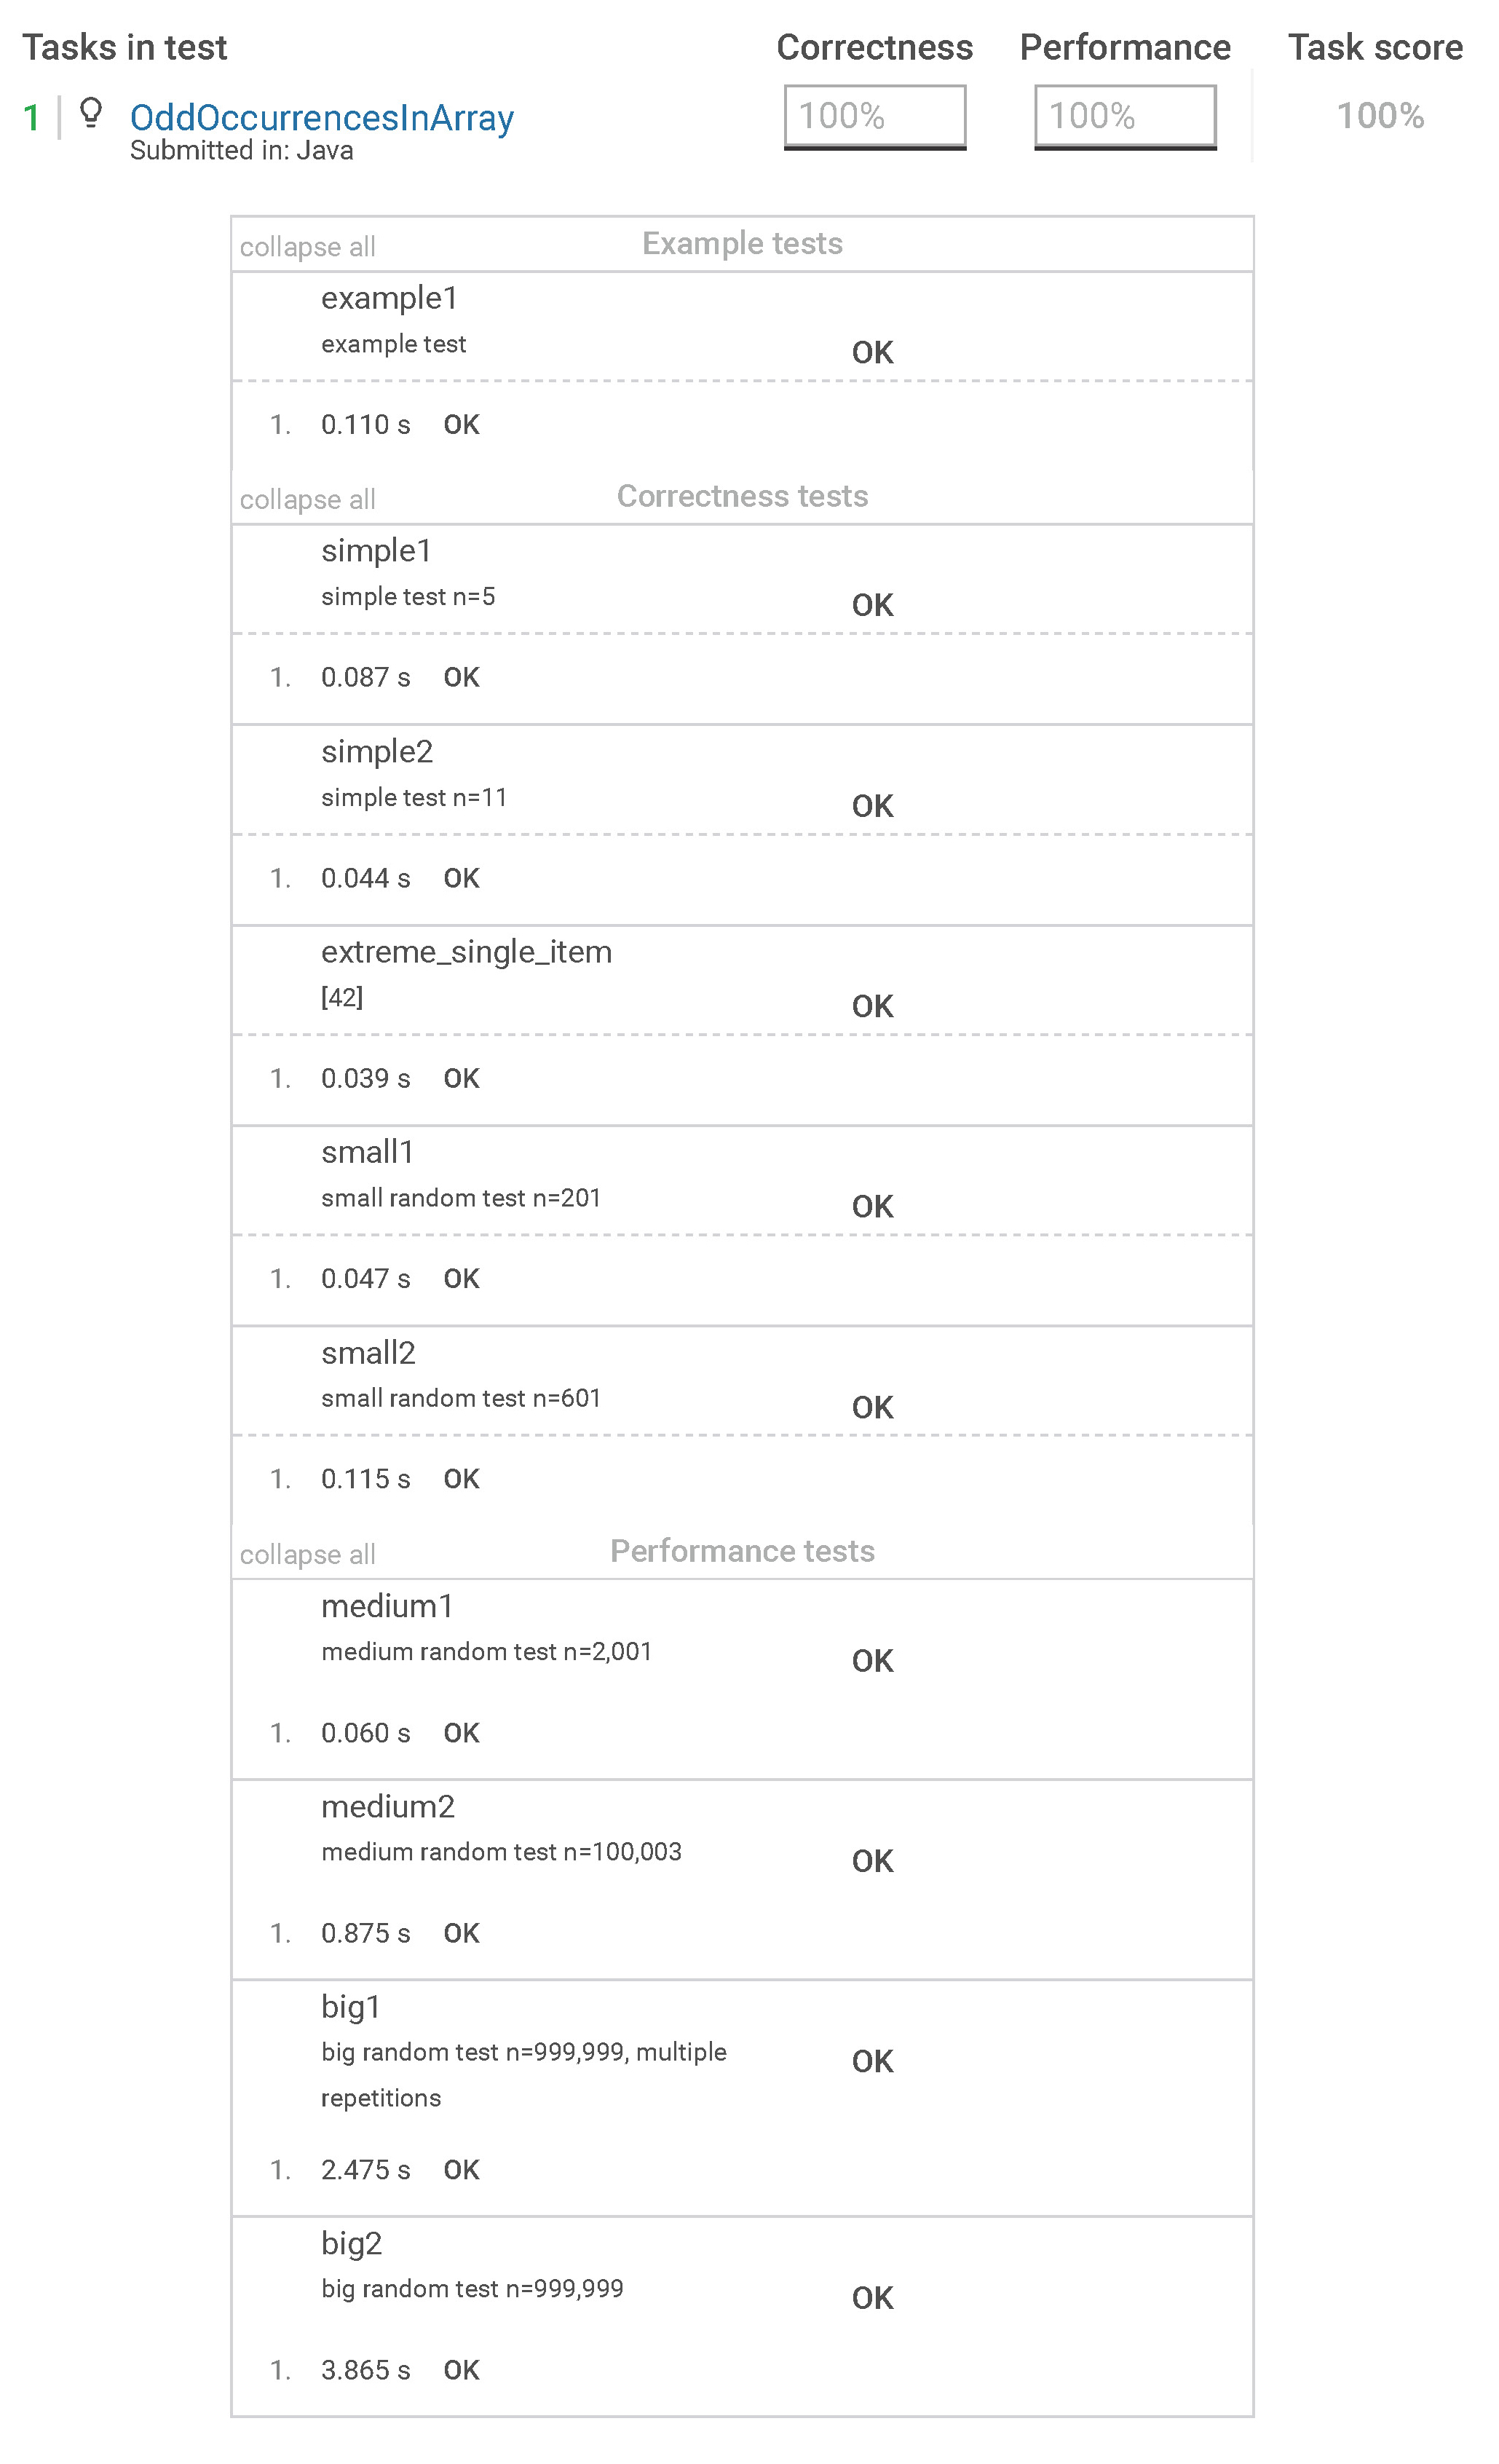 Tasks in test Correctness Performance Task score
1 OddOccurrencesInArray 100% 100% 100%
Submitted in: Java
collapse all Example tests
example1
example test OK
1. 0.110 s OK
collapse all Correctness tests
simple1
simple test n=5 OK
1. 0.087 s OK
simple2
simple test n=11 OK
1. 0.044 s OK
extreme_single_item
[42] OK
1. 0.039 s OK
small1
small random test n=201 OK
1. 0.047 s OK
small2
small random test n=601 OK
1. 0.115 s OK
collapse all Performance tests
medium1
medium random test n=2,001 OK
1. 0.060 s OK
medium2
medium random test n=100,003 OK
1. 0.875 s OK
big1
big random test n=999,999, multiple OK
repetitions
1. 2.475 s OK
big2
big random test n=999,999 OK
1. 3.865 s OK